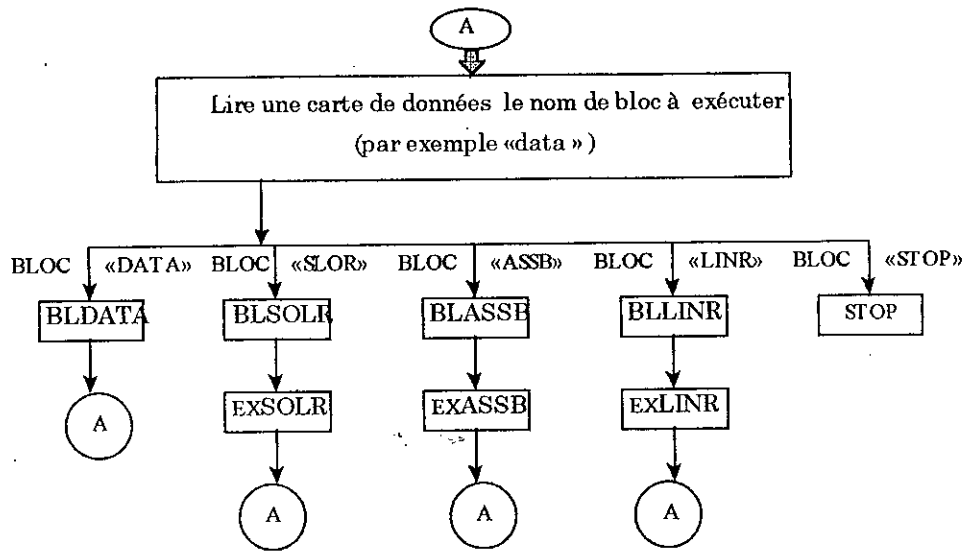 A
Lire une carte de données le nom de bloc à exécuter
(par exemple «data »)
BLOC «DATA» BLOC «SLOR» BLOC «ASSB» BLOC «LINR» BLOC «STOP»
BLDATA BLSOLR BLASSB BLLINR STOP
EXSOLR EXASSB EXLINR
A
A A A